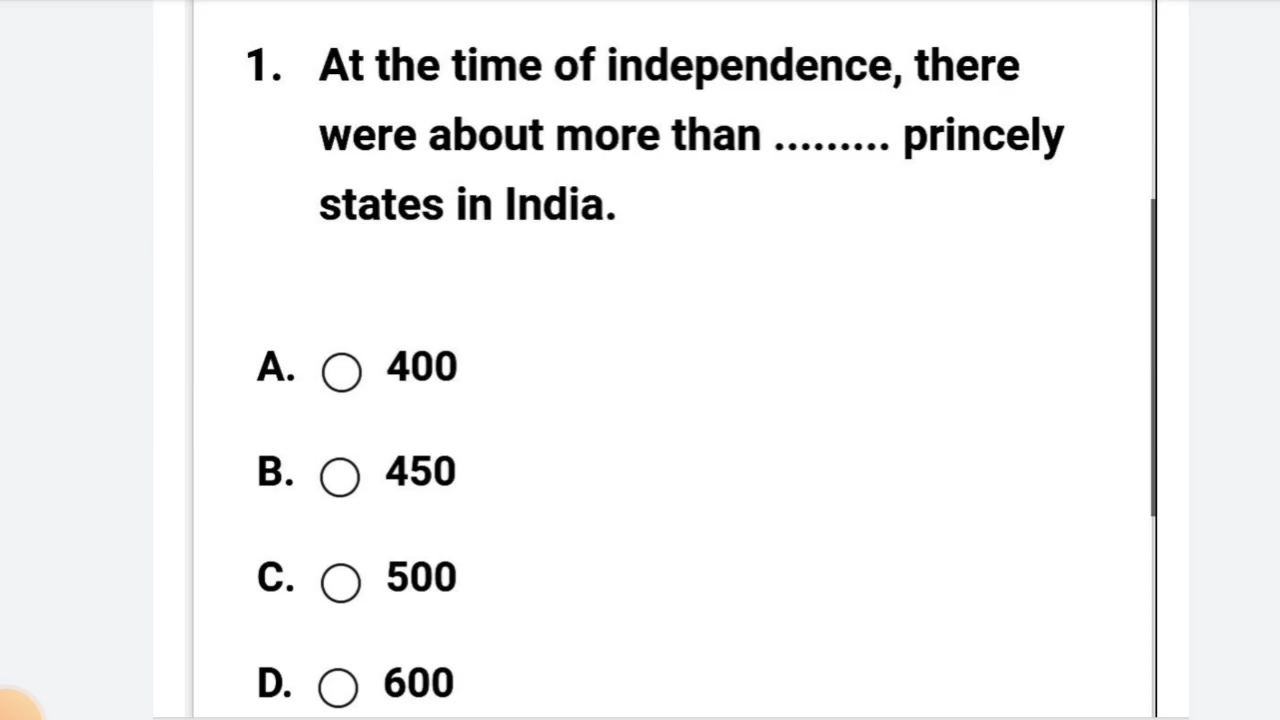 1. At the time of independence, there
were about more than ......... princely
states in India.
A. 400
B. 450
C. 500
D. 600